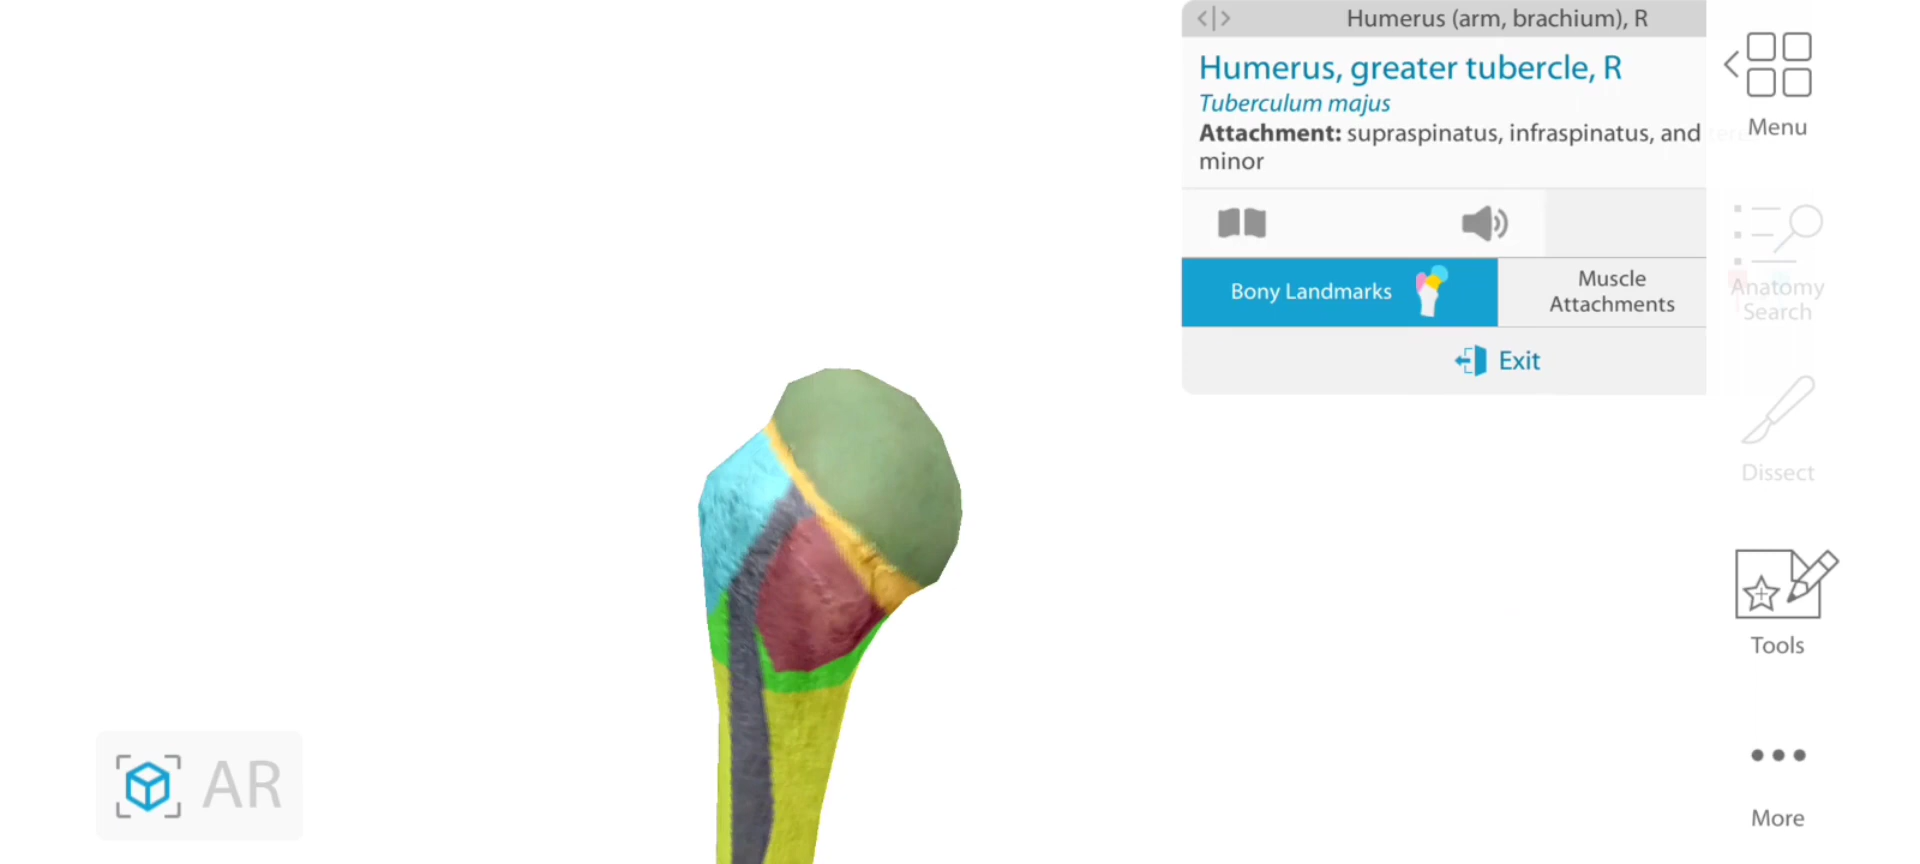 Humerus (arm, brachium), R
Humerus, greater tubercle, R
Tuberculum majus
Attachment: supraspinatus, infraspinatus, and teres
minor
Bony Landmarks
Muscle
Attachments
Exit
Menu
Anatomy
Search
Dissect
Tools
More
AR